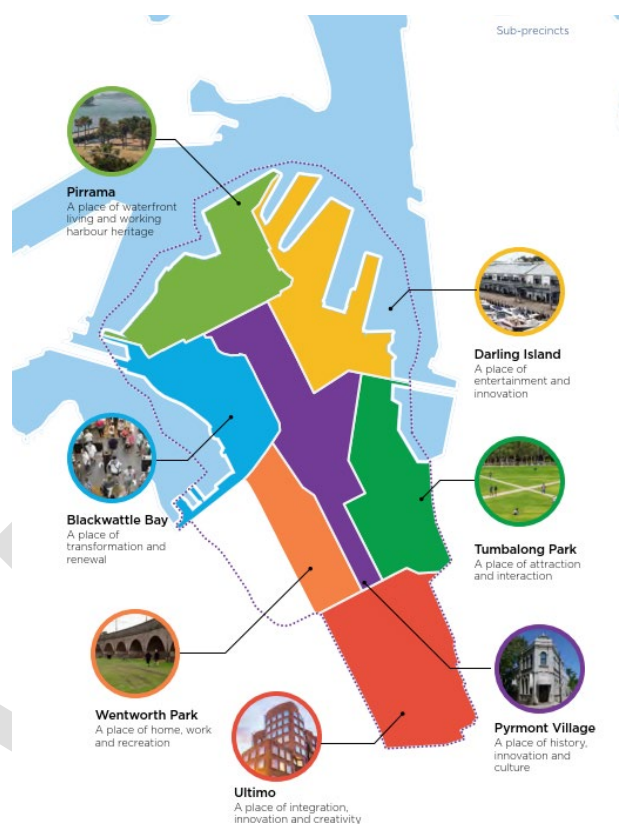 Sub-precincts
Pirrama
A place of waterfront
living and working
harbour heritage
Darling Island
A place of
entertainment and
innovation
Blackwattle Bay
A place of
transformation and
renewal
Tumbalong Park
A place of attraction
and interaction
Wentworth Park
A place of home, work
and recreation
Pyrmont Village
A place of history,
innovation and
culture
Ultimo
A place of integration,
innovation and creativity